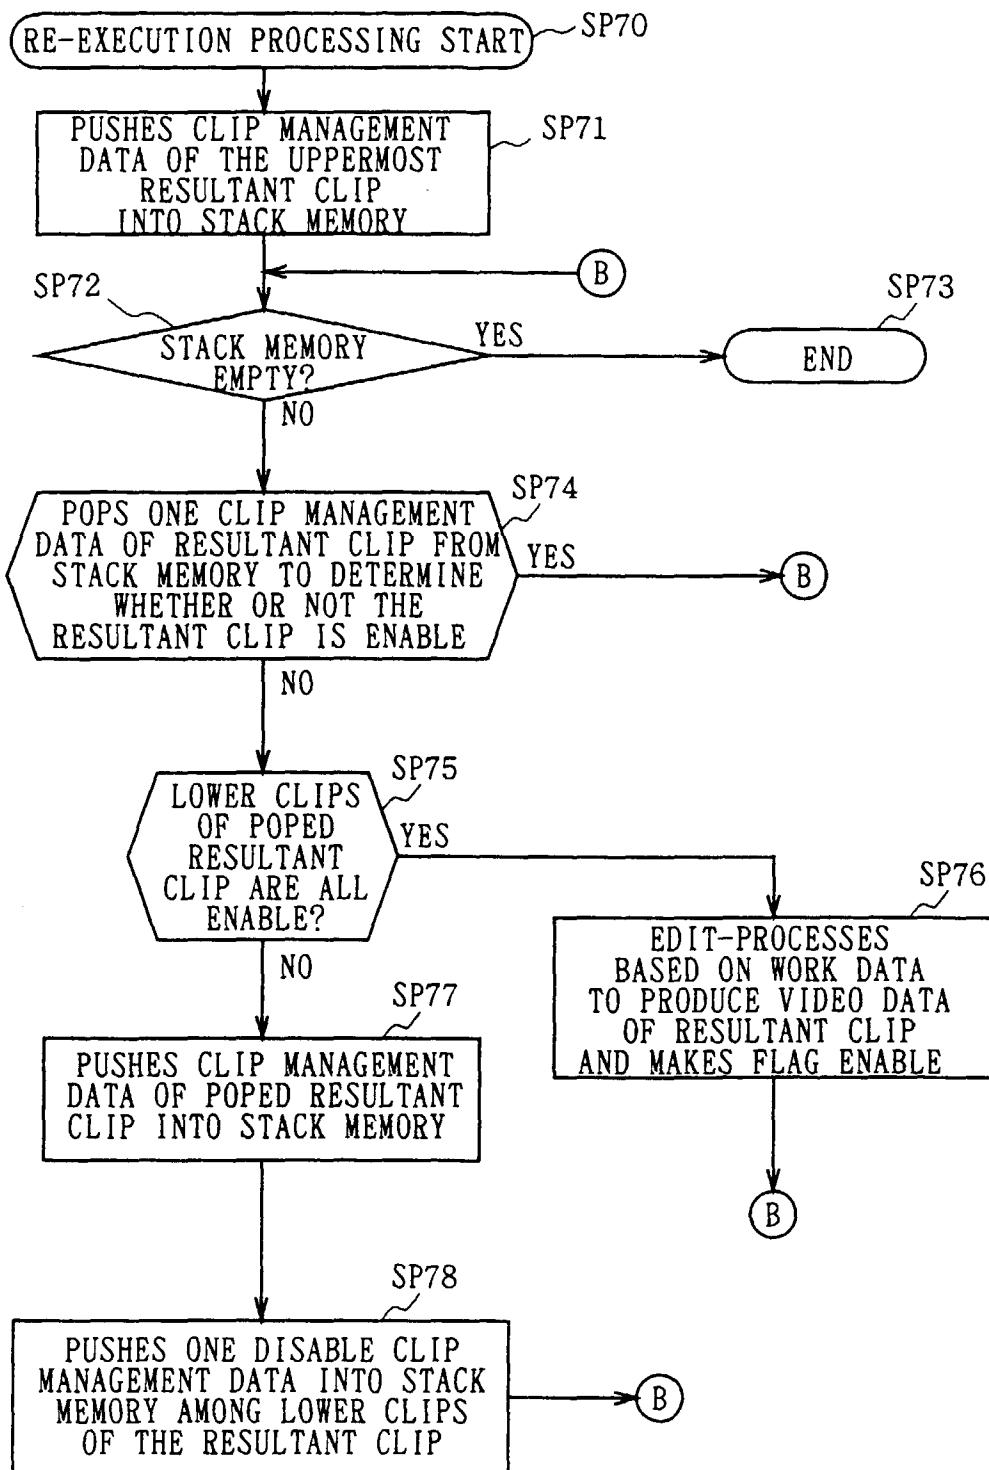 RE-EXECUTION PROCESSING START
SP70
PUSHES CLIP MANAGEMENT
DATA OF THE UPPERMOST
RESULTANT CLIP
INTO STACK MEMORY
SP71
B
SP72
STACK MEMORY
EMPTY?
YES
NO
SP73
END
SP74
POPS ONE CLIP MANAGEMENT
DATA OF RESULTANT CLIP FROM
STACK MEMORY TO DETERMINE
WHETHER OR NOT THE
RESULTANT CLIP IS ENABLE
YES
B
NO
SP75
LOWER CLIPS
OF POPED
RESULTANT
CLIP ARE ALL
ENABLE?
YES
NO
SP76
EDIT-PROCESSES
BASED ON WORK DATA
TO PRODUCE VIDEO DATA
OF RESULTANT CLIP
AND MAKES FLAG ENABLE
B
SP77
PUSHES CLIP MANAGEMENT
DATA OF POPED RESULTANT
CLIP INTO STACK MEMORY
SP78
PUSHES ONE DISABLE CLIP
MANAGEMENT DATA INTO STACK
MEMORY AMONG LOWER CLIPS
OF THE RESULTANT CLIP
B